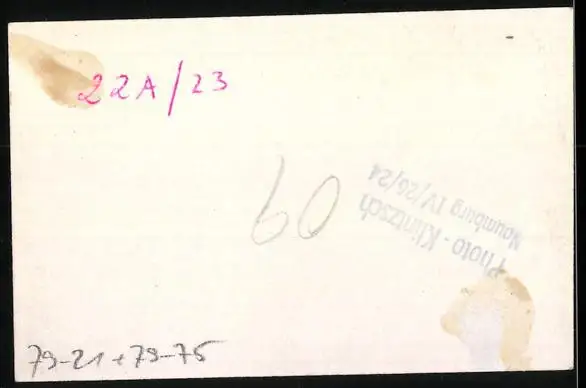 22A/23
60
Photo - Klintzsch
Naumburg IV/26/24
79-21 + 79-75